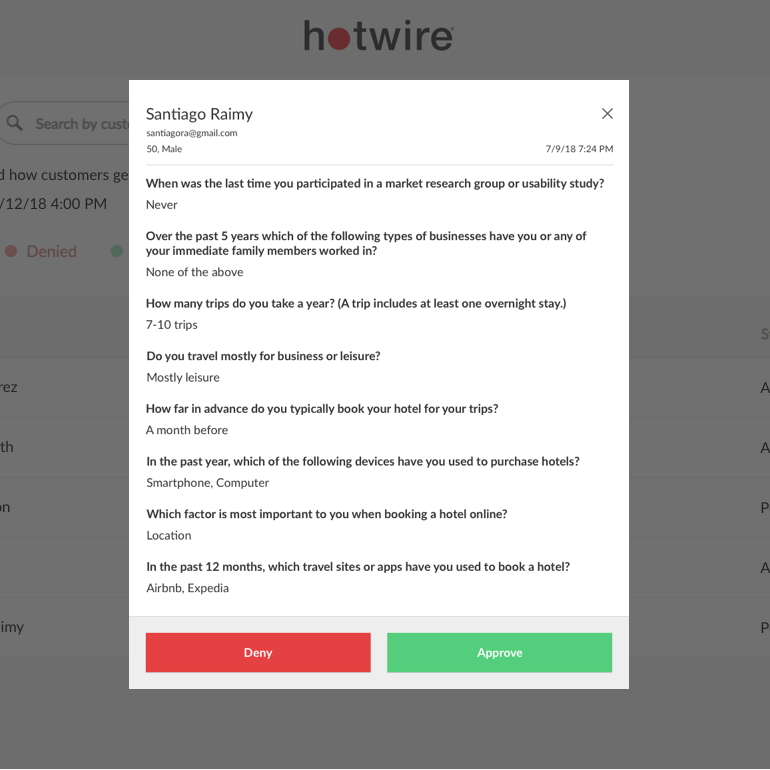 hotwire
Santiago Raimy
Search by
santiagora@gmail.com
50, Male
7/9/18 7:24 PM
how customers
When was the last time you participated in a market research group or usability study?
/12/18 4:00 PM
Never
Over the past 5 years which of the following types of businesses have you or any of
your immediate family members worked in?
Denied
None of the above
How many trips do you take a year? (A trip includes at least one overnight stay.)
7-10 trips
Do you travel mostly for business or leisure?
Mostly leisure
How far in advance do you typically book your hotel for your trips?
A month before
In the past year, which of the following devices have you used to purchase hotels?
Smartphone, Computer
Which factor is most important to you when booking a hotel online?
Location
In the past 12 months, which travel sites or apps have you used to book a hotel?
Airbnb, Expedia
Deny
Approve